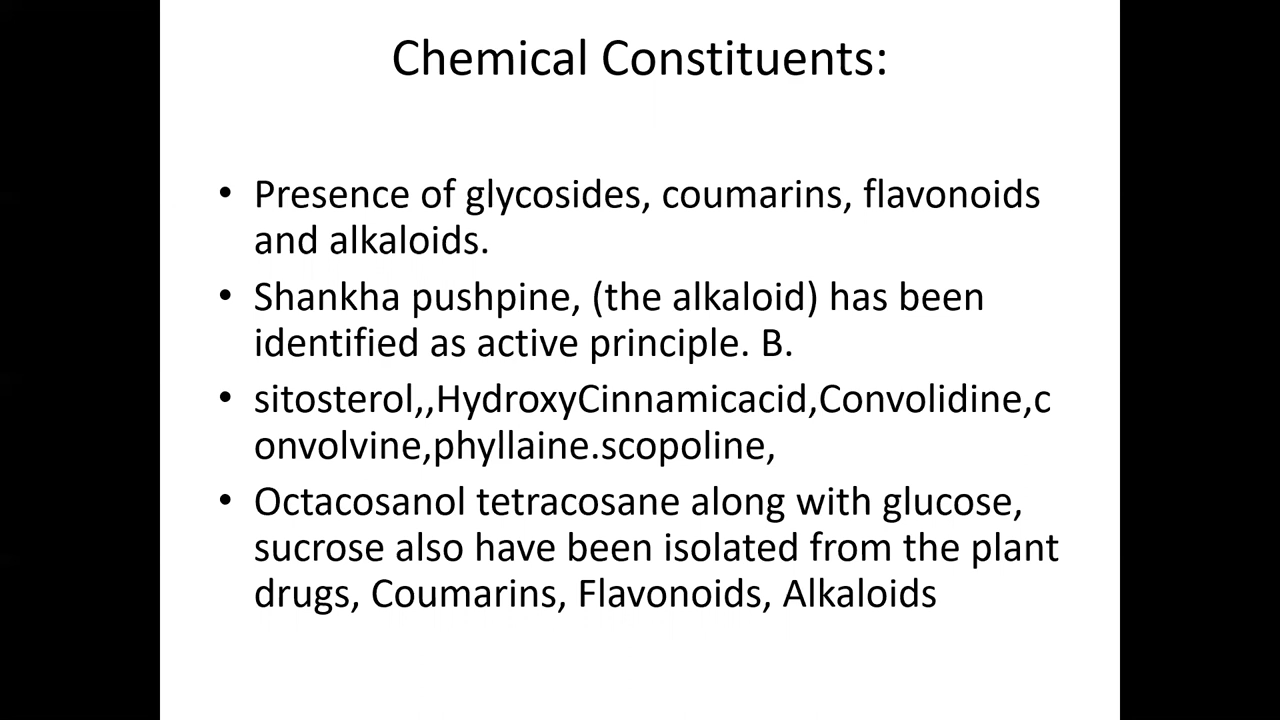 Chemical Constituents:
• Presence of glycosides, coumarins, flavonoids
and alkaloids.
• Shankha pushpine, (the alkaloid) has been
identified as active principle. B.
• sitosterol,,HydroxyCinnamicacid,Convolidine,c
onvolvine,phyllaine.scopoline,
• Octacosanol tetracosane along with glucose,
sucrose also have been isolated from the plant
drugs, Coumarins, Flavonoids, Alkaloids